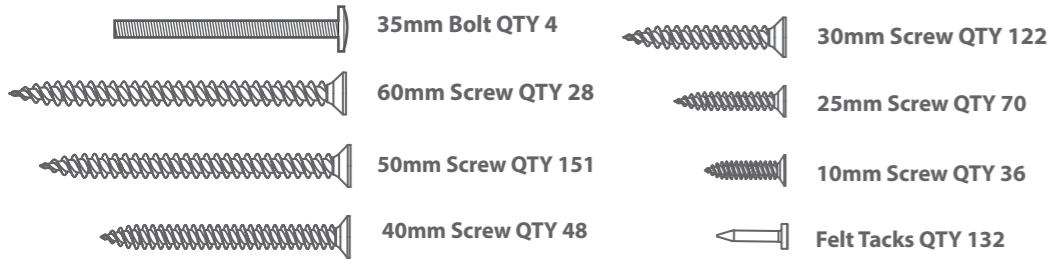 35mm Bolt QTY 4
60mm Screw QTY 28
50mm Screw QTY 151
40mm Screw QTY 48
30mm Screw QTY 122
25mm Screw QTY 70
10mm Screw QTY 36
Felt Tacks QTY 132